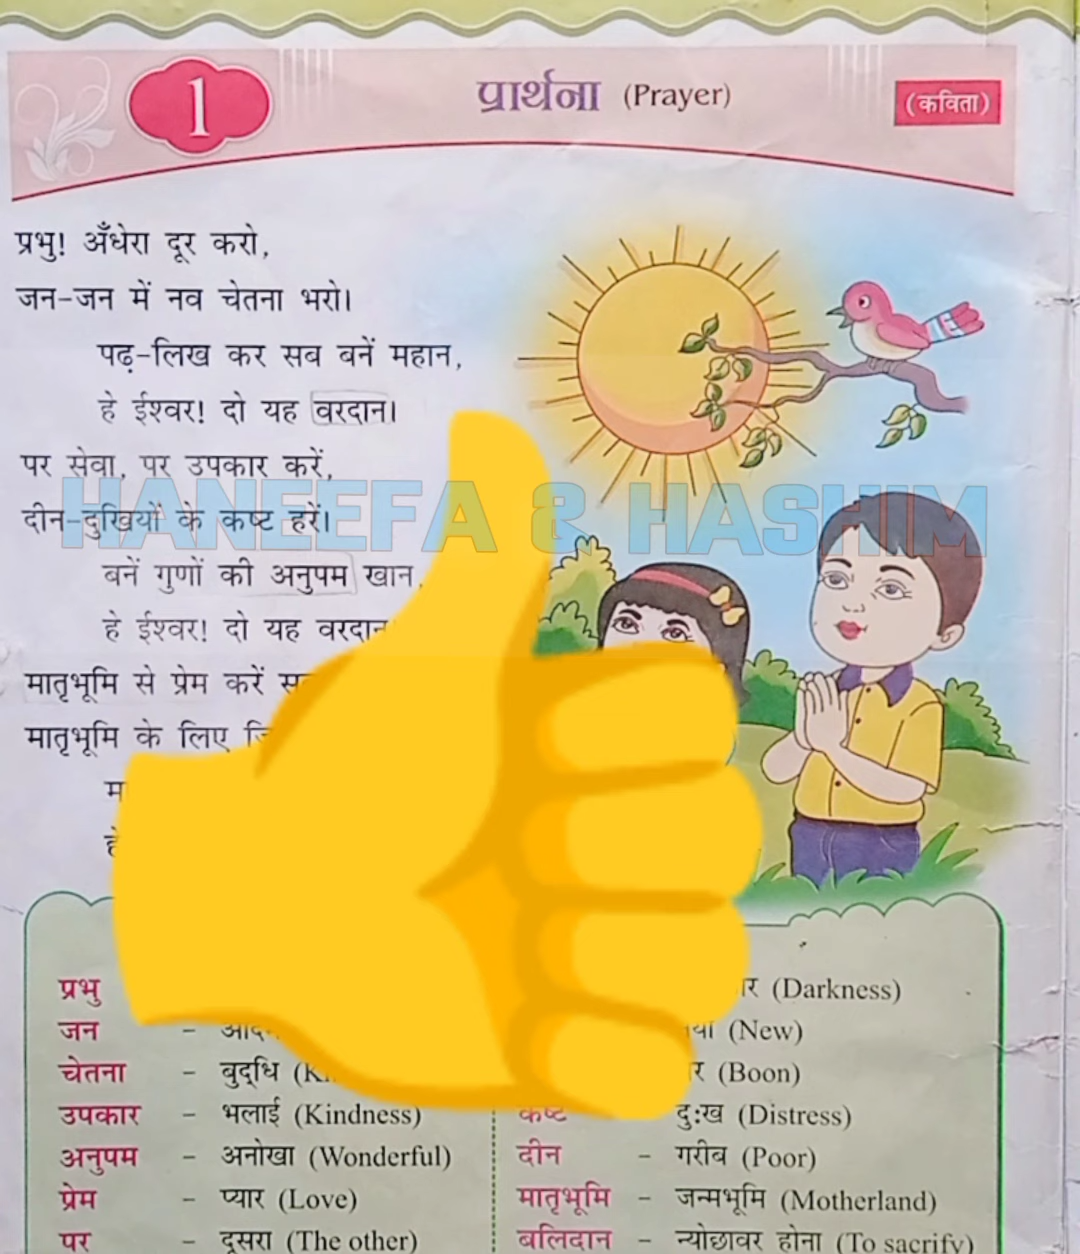 1
प्रार्थना (Prayer)
(कविता)
प्रभु! अँधेरा दूर करो,
जन-जन में नव चेतना भरो।
पढ़-लिख कर सब बनें महान,
हे ईश्वर! दो यह वरदान।
पर सेवा, पर उपकार करें,
दीन-दुखियों के कष्ट हरें।
HANEEFA & HASHIM
बनें गुणों की अनुपम खान,
हे ईश्वर! दो यह
मातृभूमि से प्रेम करें
मातृभूमि के लिए
हे
प्रभु
(Darkness)
जन -
(New)
चेतना - बुद्धि
(Boon)
उपकार - भलाई (Kindness)
कष्ट दुःख (Distress)
अनुपम - अनोखा (Wonderful)
दीन - गरीब (Poor)
प्रेम - प्यार (Love)
मातृभूमि - जन्मभूमि (Motherland)
पर - दूसरा (The other)
बलिदान - न्योछावर होना (To sacrify)